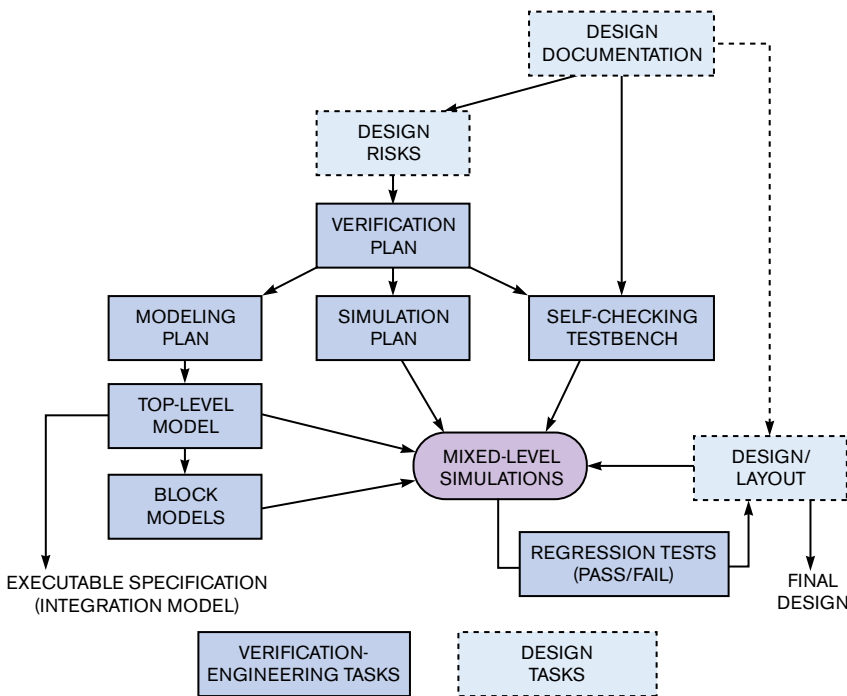 DESIGN
DOCUMENTATION
DESIGN
RISKS
VERIFICATION
PLAN
MODELING
PLAN
SIMULATION
PLAN
SELF-CHECKING
TESTBENCH
TOP-LEVEL
MODEL
MIXED-LEVEL
SIMULATIONS
DESIGN/
LAYOUT
BLOCK
MODELS
REGRESSION TESTS
(PASS/FAIL)
EXECUTABLE SPECIFICATION
(INTEGRATION MODEL)
FINAL
DESIGN
VERIFICATION-
ENGINEERING TASKS
DESIGN
TASKS